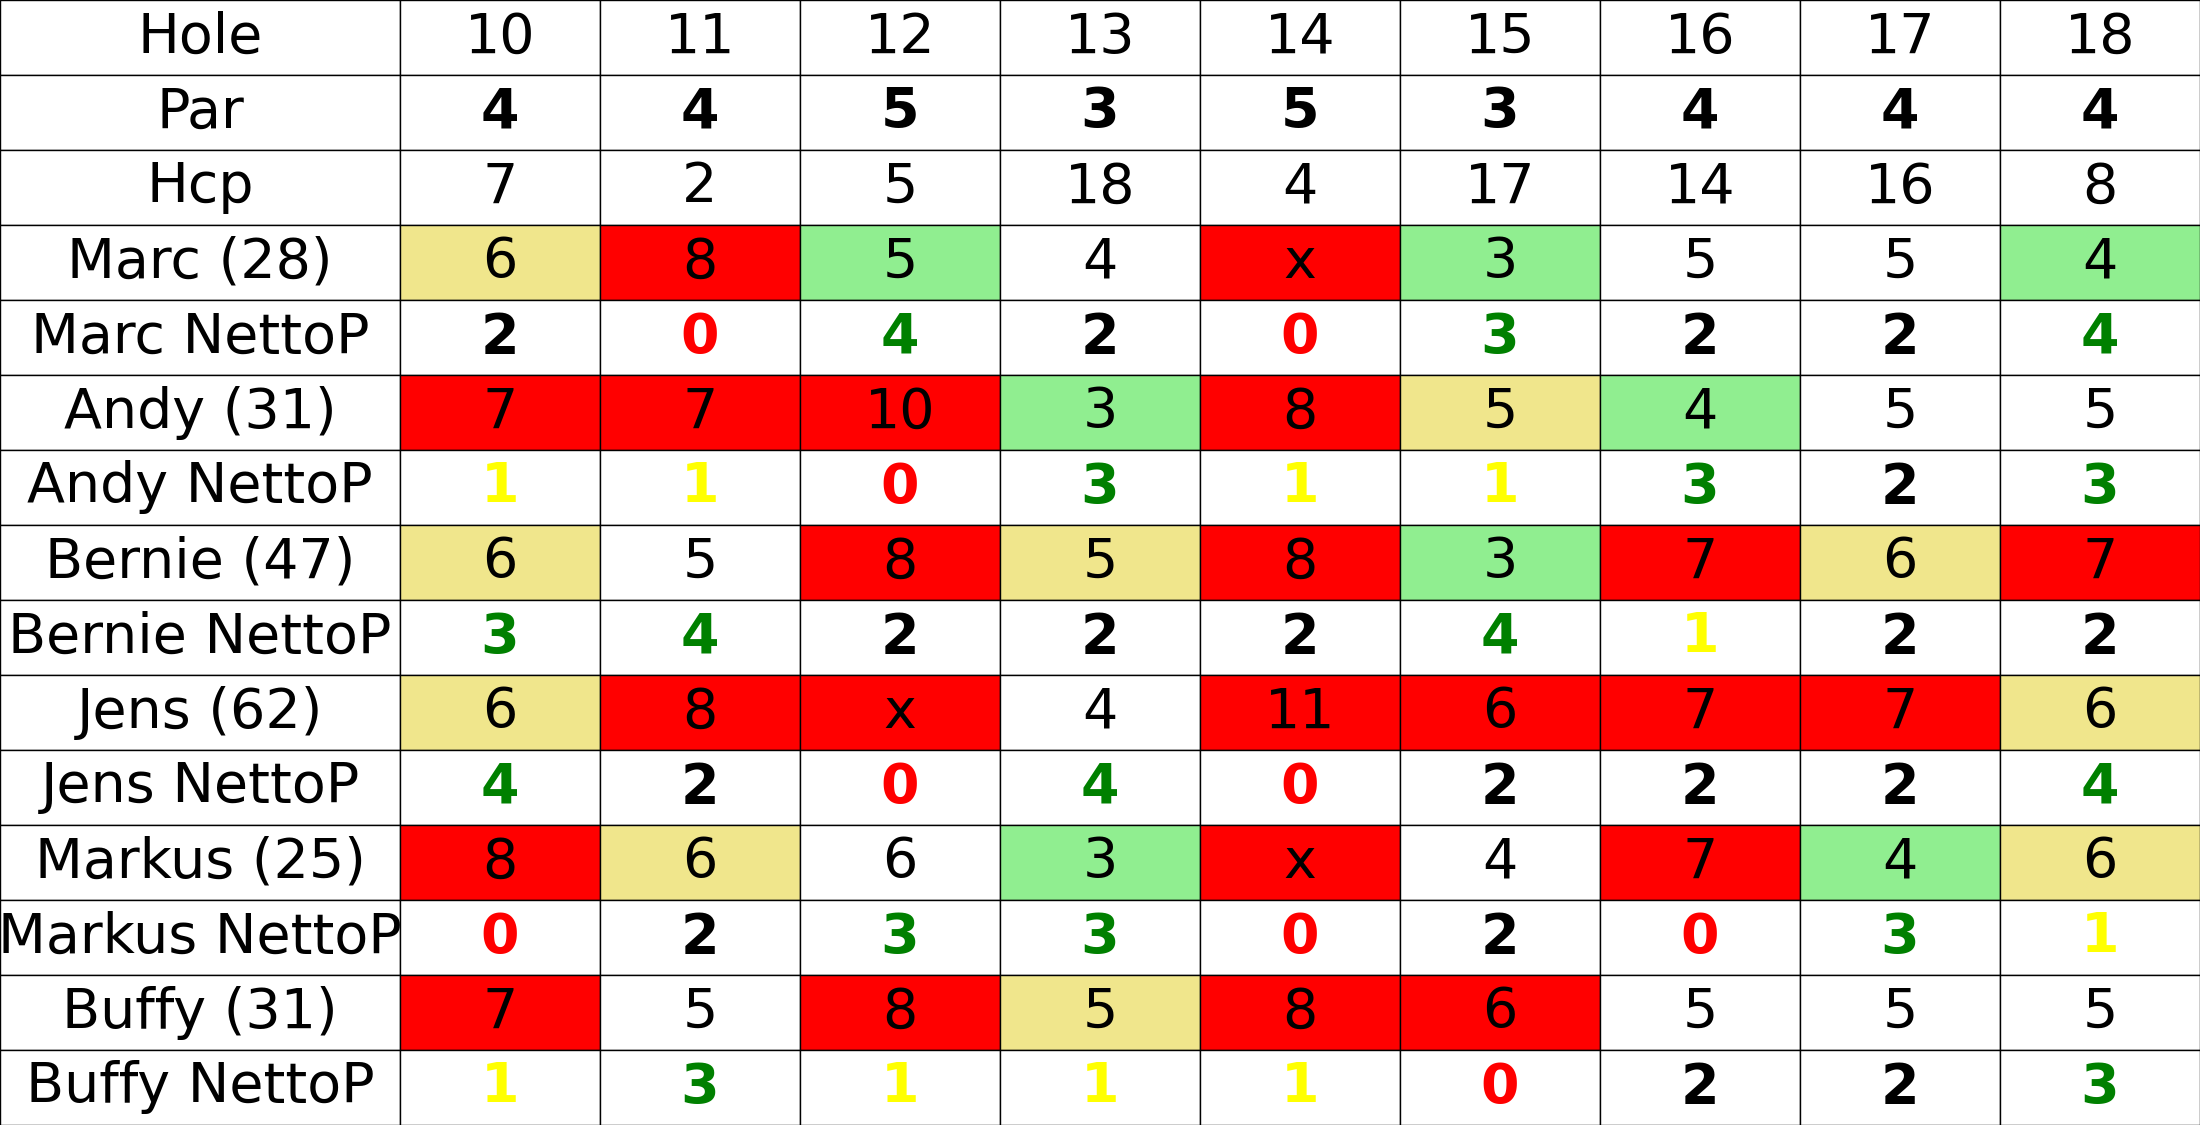 Hole 10 11 12 13 14 15 16 17 18
Par 4 4 5 3 5 3 4 4 4
Hcp 7 2 5 18 4 17 14 16 8
Marc (28) 6 8 5 4 x 3 5 5 4
Marc NettoP 2 0 4 2 0 3 2 2 4
Andy (31) 7 7 10 3 8 5 4 5 5
Andy NettoP 1 1 0 3 1 1 3 2 3
Bernie (47) 6 5 8 5 8 3 7 6 7
Bernie NettoP 3 4 2 2 2 4 1 2 2
Jens (62) 6 8 x 4 11 6 7 7 6
Jens NettoP 4 2 0 4 0 2 2 2 4
Markus (25) 8 6 6 3 x 4 7 4 6
Markus NettoP 0 2 3 3 0 2 0 3 1
Buffy (31) 7 5 8 5 8 6 5 5 5
Buffy NettoP 1 3 1 1 1 0 2 2 3